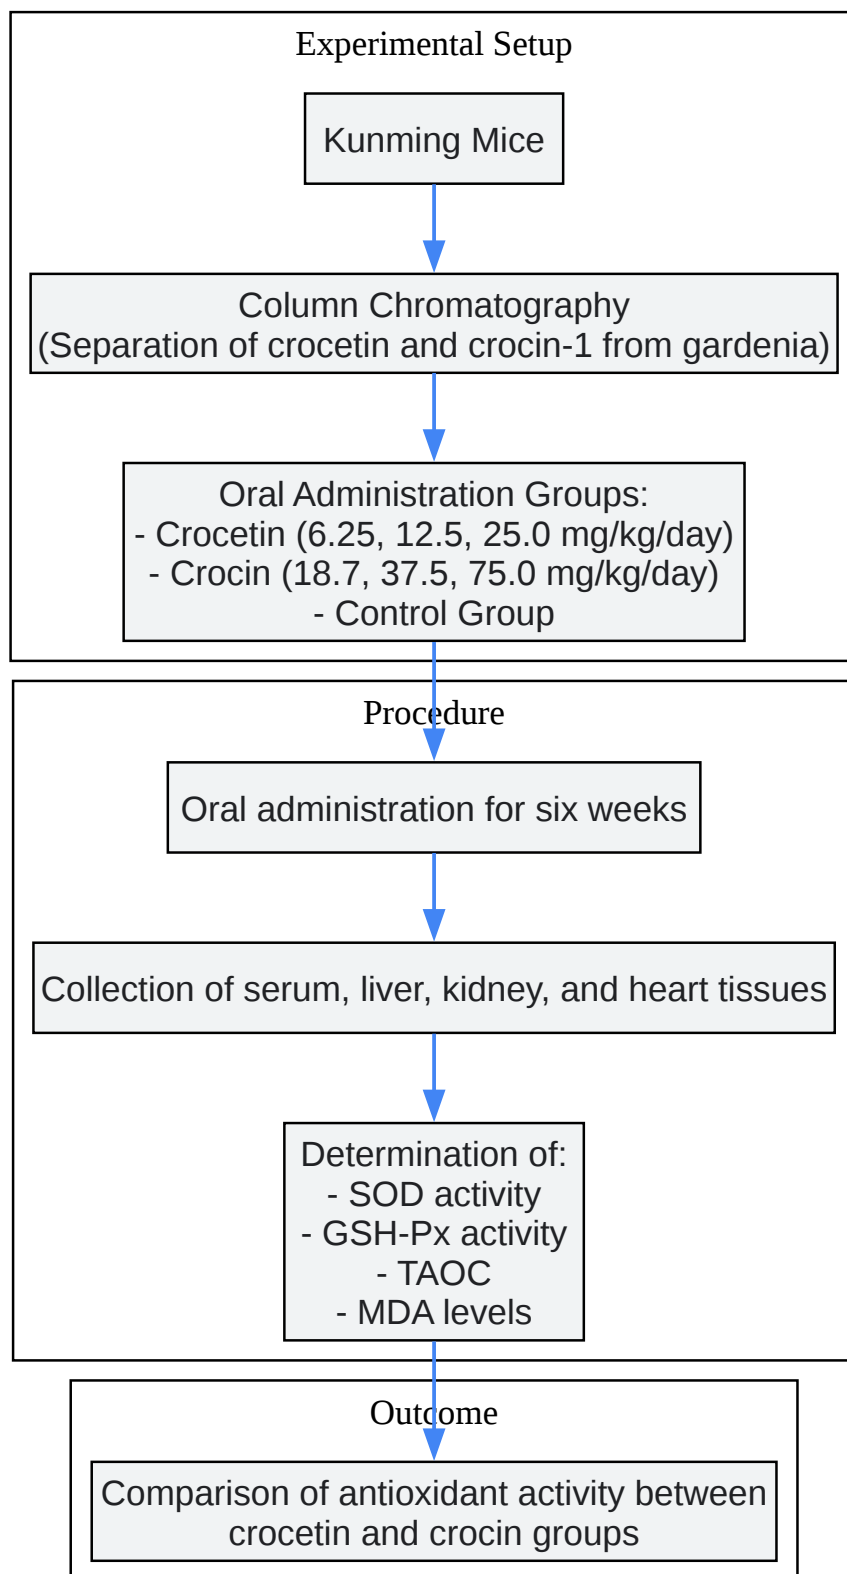 Experimental Setup
Kunming Mice
Column Chromatography
(Separation of crocetin and crocin-1 from gardenia)
Oral Administration Groups:
- Crocetin (6.25, 12.5, 25.0 mg/kg/day)
- Crocin (18.7, 37.5, 75.0 mg/kg/day)
- Control Group
Procedure
Oral administration for six weeks
Collection of serum, liver, kidney, and heart tissues
Determination of:
- SOD activity
- GSH-Px activity
- TAOC
- MDA levels
Outcome
Comparison of antioxidant activity between
crocetin and crocin groups